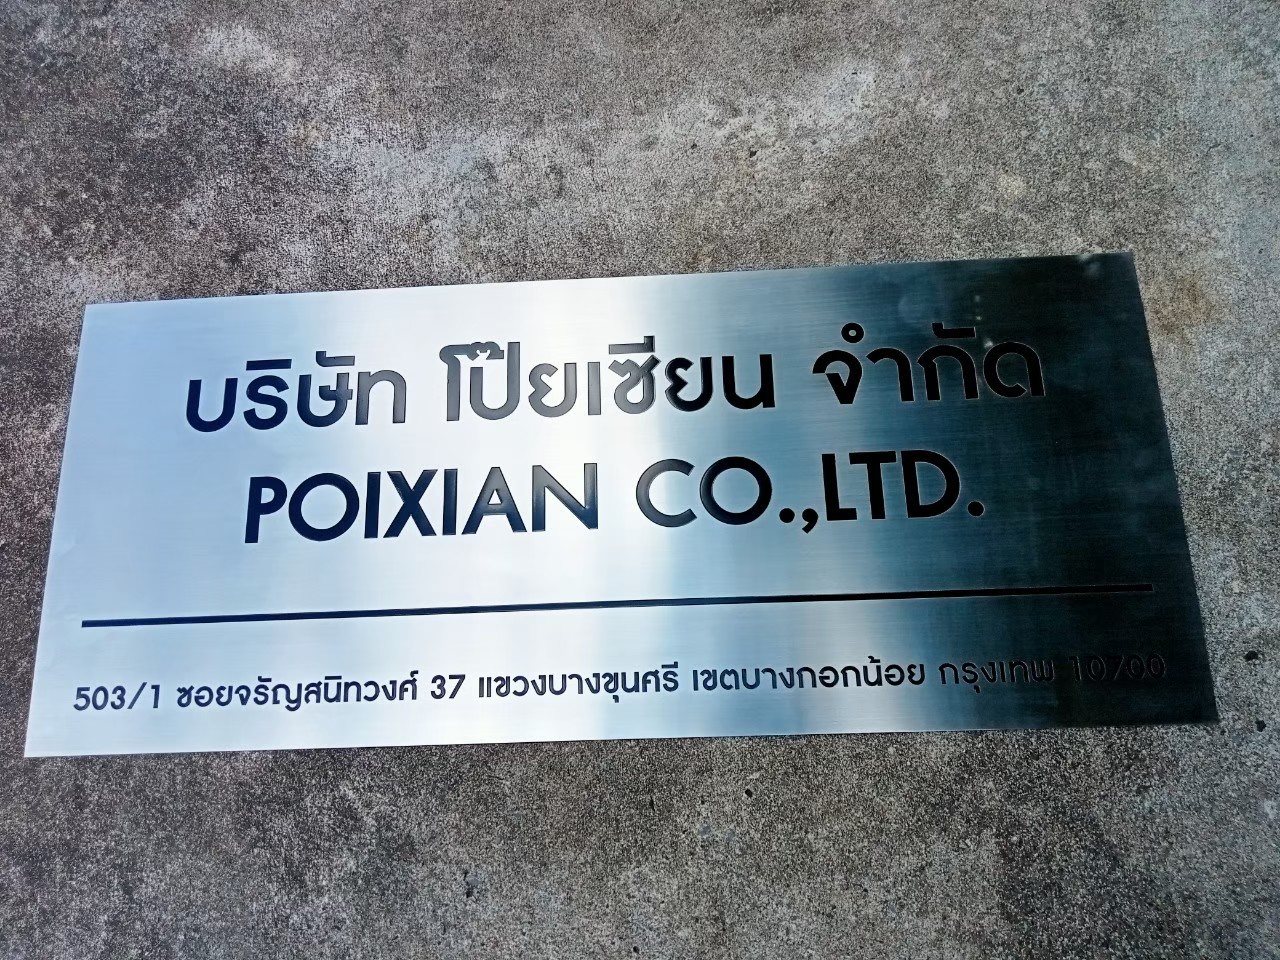 บริษัท โป๊ยเซียน จำกัด
POIXIAN CO.,LTD.
503/1 ซอยจรัญสนิทวงศ์ 37 แขวงบางขุนศรี เขตบางกอกน้อย กรุงเทพ 10700